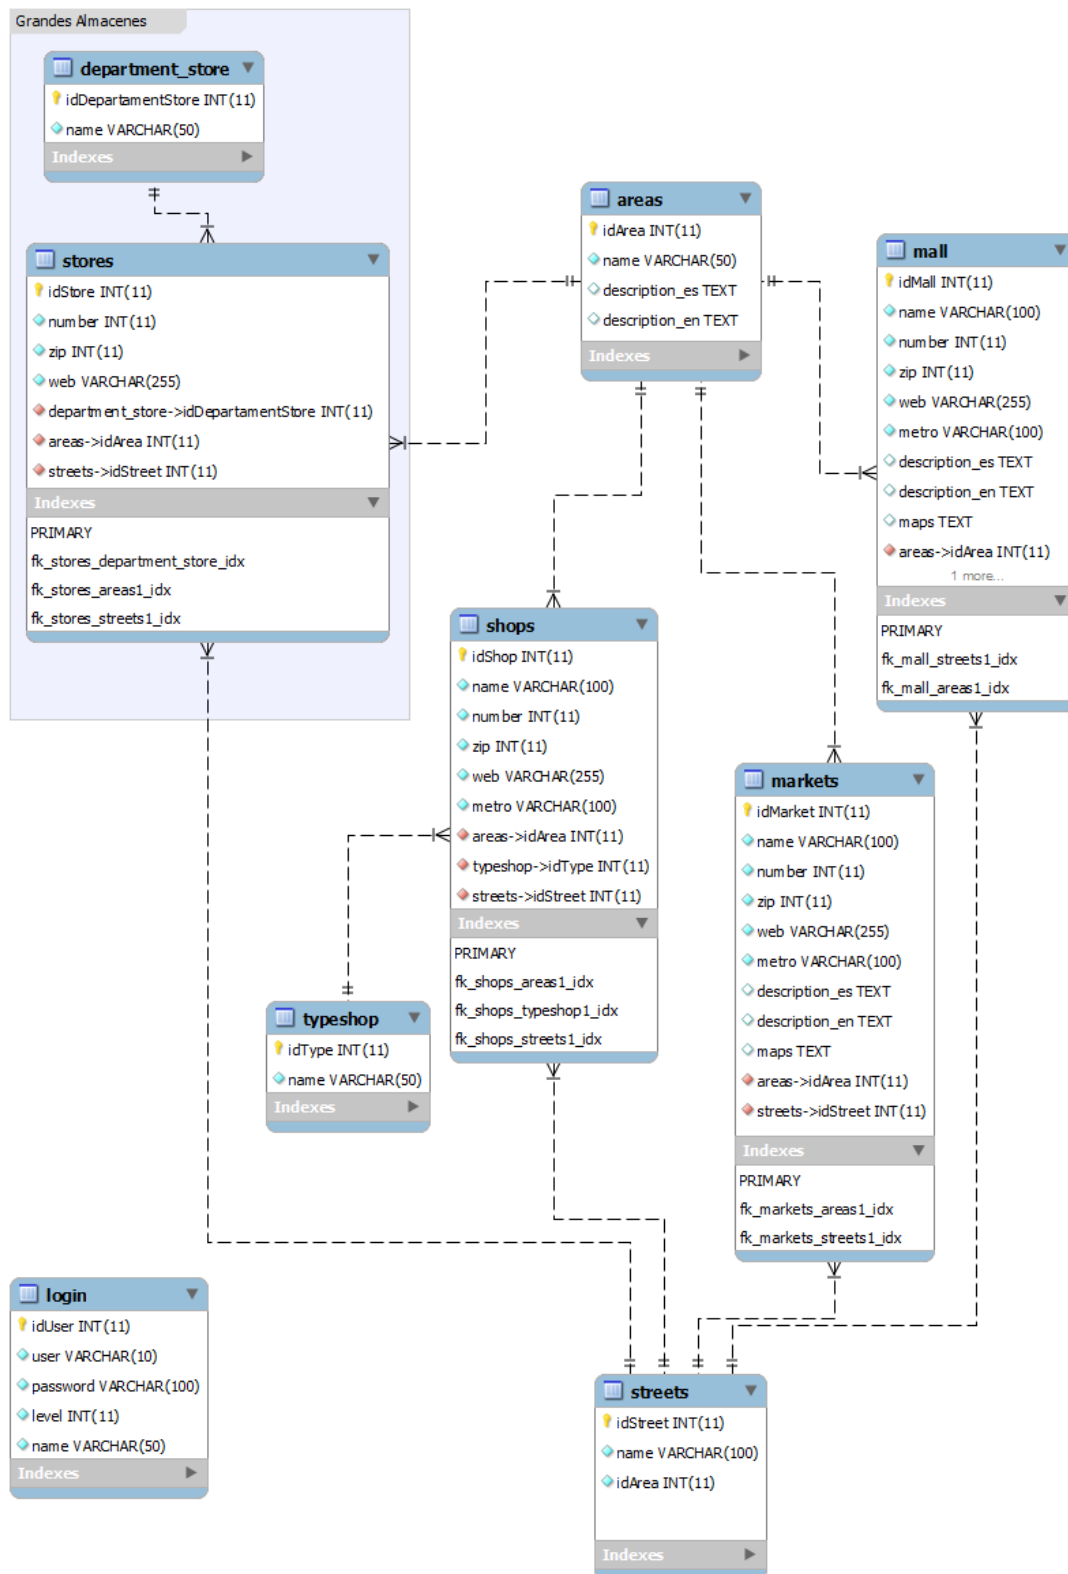 Grandes Almacenes
department_store
idDepartamentStore INT(11)
name VARCHAR(50)
Indexes
stores
idStore INT(11)
number INT(11)
zip INT(11)
web VARCHAR(255)
department_store->idDepartamentStore INT(11)
areas->idArea INT(11)
streets->idStreet INT(11)
Indexes
PRIMARY
fk_stores_department_store_idx
fk_stores_areas1_idx
fk_stores_streets1_idx
areas
idArea INT(11)
name VARCHAR(50)
description_es TEXT
description_en TEXT
Indexes
mall
idMall INT(11)
name VARCHAR(100)
number INT(11)
zip INT(11)
web VARCHAR(255)
metro VARCHAR(100)
description_es TEXT
description_en TEXT
maps TEXT
areas->idArea INT(11)
1 more...
Indexes
PRIMARY
fk_mall_streets1_idx
fk_mall_areas1_idx
shops
idShop INT(11)
name VARCHAR(100)
number INT(11)
zip INT(11)
web VARCHAR(255)
metro VARCHAR(100)
areas->idArea INT(11)
typeshop->idType INT(11)
streets->idStreet INT(11)
Indexes
PRIMARY
fk_shops_areas1_idx
fk_shops_typeshop1_idx
fk_shops_streets1_idx
markets
idMarket INT(11)
name VARCHAR(100)
number INT(11)
zip INT(11)
web VARCHAR(255)
metro VARCHAR(100)
description_es TEXT
description_en TEXT
maps TEXT
areas->idArea INT(11)
streets->idStreet INT(11)
Indexes
PRIMARY
fk_markets_areas1_idx
fk_markets_streets1_idx
typeshop
idType INT(11)
name VARCHAR(50)
Indexes
login
idUser INT(11)
user VARCHAR(10)
password VARCHAR(100)
level INT(11)
name VARCHAR(50)
Indexes
streets
idStreet INT(11)
name VARCHAR(100)
idArea INT(11)
Indexes